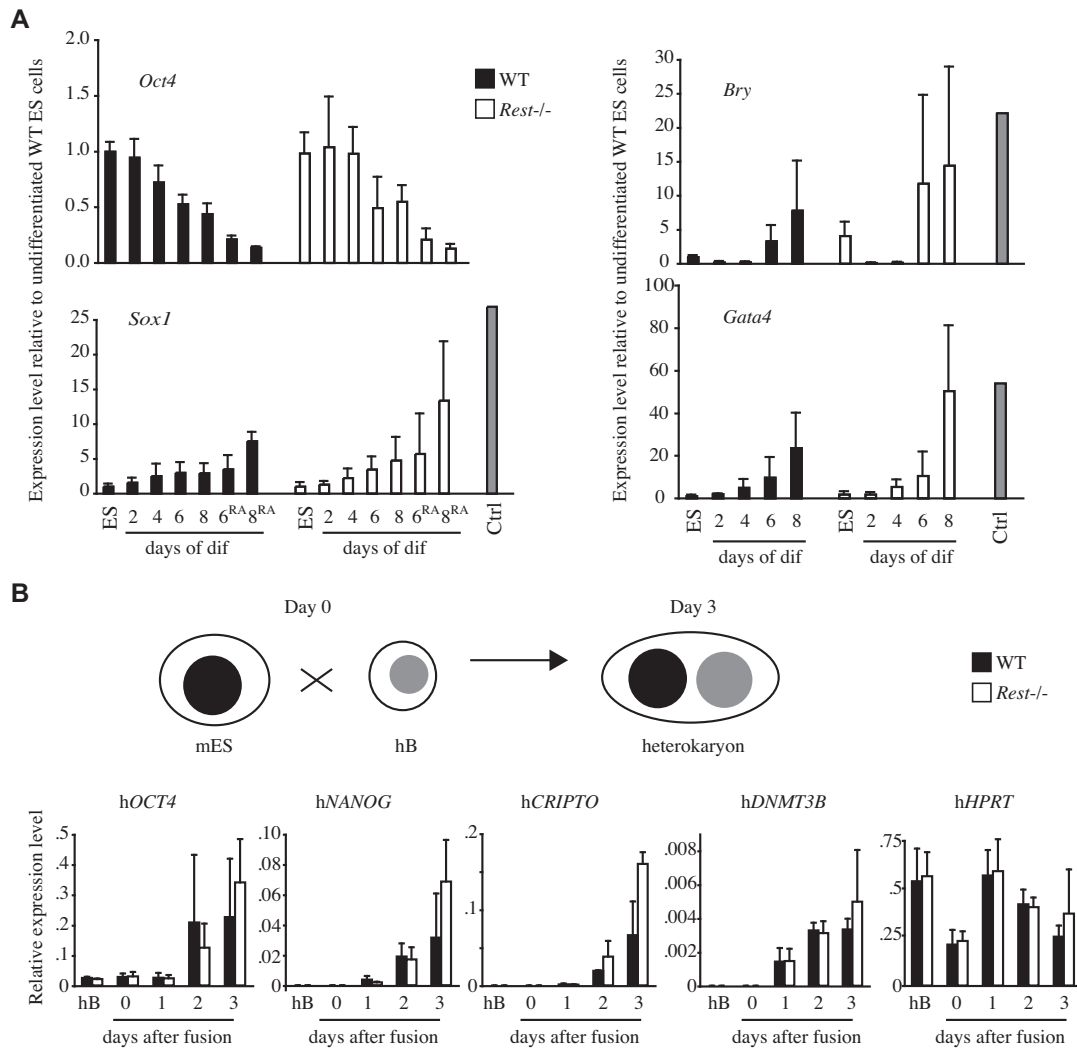 A
Expression level relative to undifferentiated WT ES cells
2.0
1.5
1.0
0.5
0.0
Oct4
WT
Rest-/-
25
20
15
10
5
0
Sox1
ES 2 4 6 8 6RA 8RA
days of dif
ES 2 4 6 8 6RA 8RA
days of dif
Ctrl
Expression level relative to undifferentiated WT ES cells
30
25
20
15
10
5
0
Bry
100
80
60
40
20
0
Gata4
ES 2 4 6 8
days of dif
ES 2 4 6 8
days of dif
Ctrl
B
Day 0
Day 3
mES
hB
heterokaryon
WT
Rest-/-
Relative expression level
hOCT4
.5
.4
.3
.2
.1
0
hB 0 1 2 3
days after fusion
hNANOG
.10
.08
.06
.04
.02
0
hB 0 1 2 3
days after fusion
hCRIPTO
.2
.1
0
hB 0 1 2 3
days after fusion
hDNMT3B
.008
.006
.004
.002
0
hB 0 1 2 3
days after fusion
hHPRT
.75
.5
.25
0
hB 0 1 2 3
days after fusion